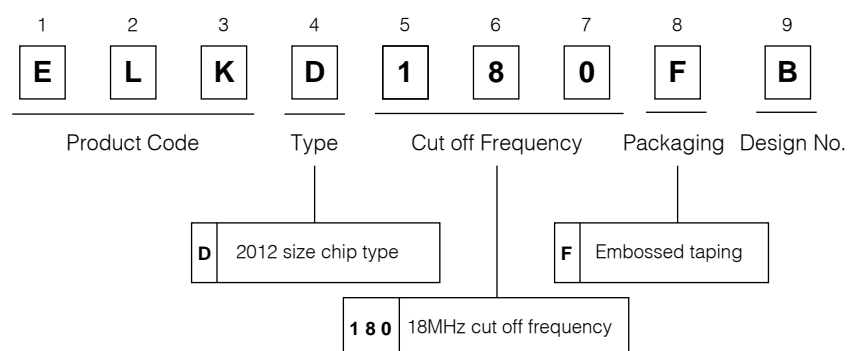 1 2 3 4 5 6 7 8 9
E L K D 1 8 0 F B
Product Code Type Cut off Frequency Packaging Design No.
D 2012 size chip type F Embossed taping
1 8 0 18MHz cut off frequency